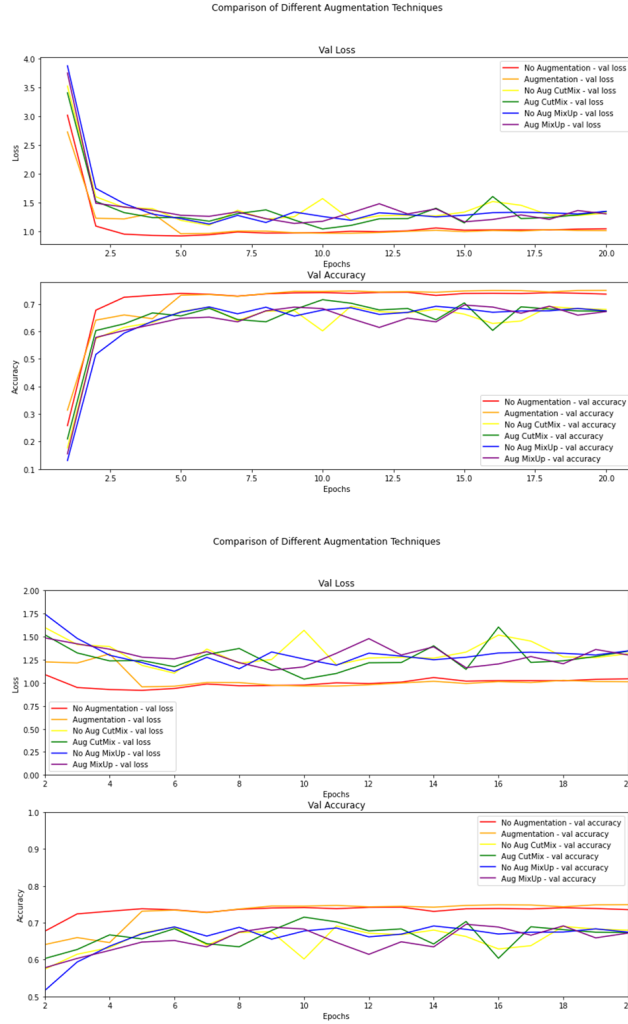 Comparison of Different Augmentation Techniques
Val Loss
4.0
3.5
3.0
2.5
2.0
1.5
1.0
Loss
No Augmentation - val loss
Augmentation - val loss
No Aug CutMix - val loss
Aug CutMix - val loss
No Aug MixUp - val loss
Aug MixUp - val loss
2.5 5.0 7.5 10.0 12.5 15.0 17.5 20.0
Epochs
Val Accuracy
0.7
0.6
0.5
0.4
0.3
0.2
0.1
Accuracy
No Augmentation - val accuracy
Augmentation - val accuracy
No Aug CutMix - val accuracy
Aug CutMix - val accuracy
No Aug MixUp - val accuracy
Aug MixUp - val accuracy
2.5 5.0 7.5 10.0 12.5 15.0 17.5 20.0
Epochs
Comparison of Different Augmentation Techniques
Val Loss
2.00
1.75
1.50
1.25
1.00
0.75
0.50
0.25
0.00
Loss
No Augmentation - val loss
Augmentation - val loss
No Aug CutMix - val loss
Aug CutMix - val loss
No Aug MixUp - val loss
Aug MixUp - val loss
2 4 6 8 10 12 14 16 18
Epochs
Val Accuracy
1.0
0.9
0.8
0.7
0.6
0.5
Accuracy
No Augmentation - val accuracy
Augmentation - val accuracy
No Aug CutMix - val accuracy
Aug CutMix - val accuracy
No Aug MixUp - val accuracy
Aug MixUp - val accuracy
2 4 6 8 10 12 14 16 18
Epochs